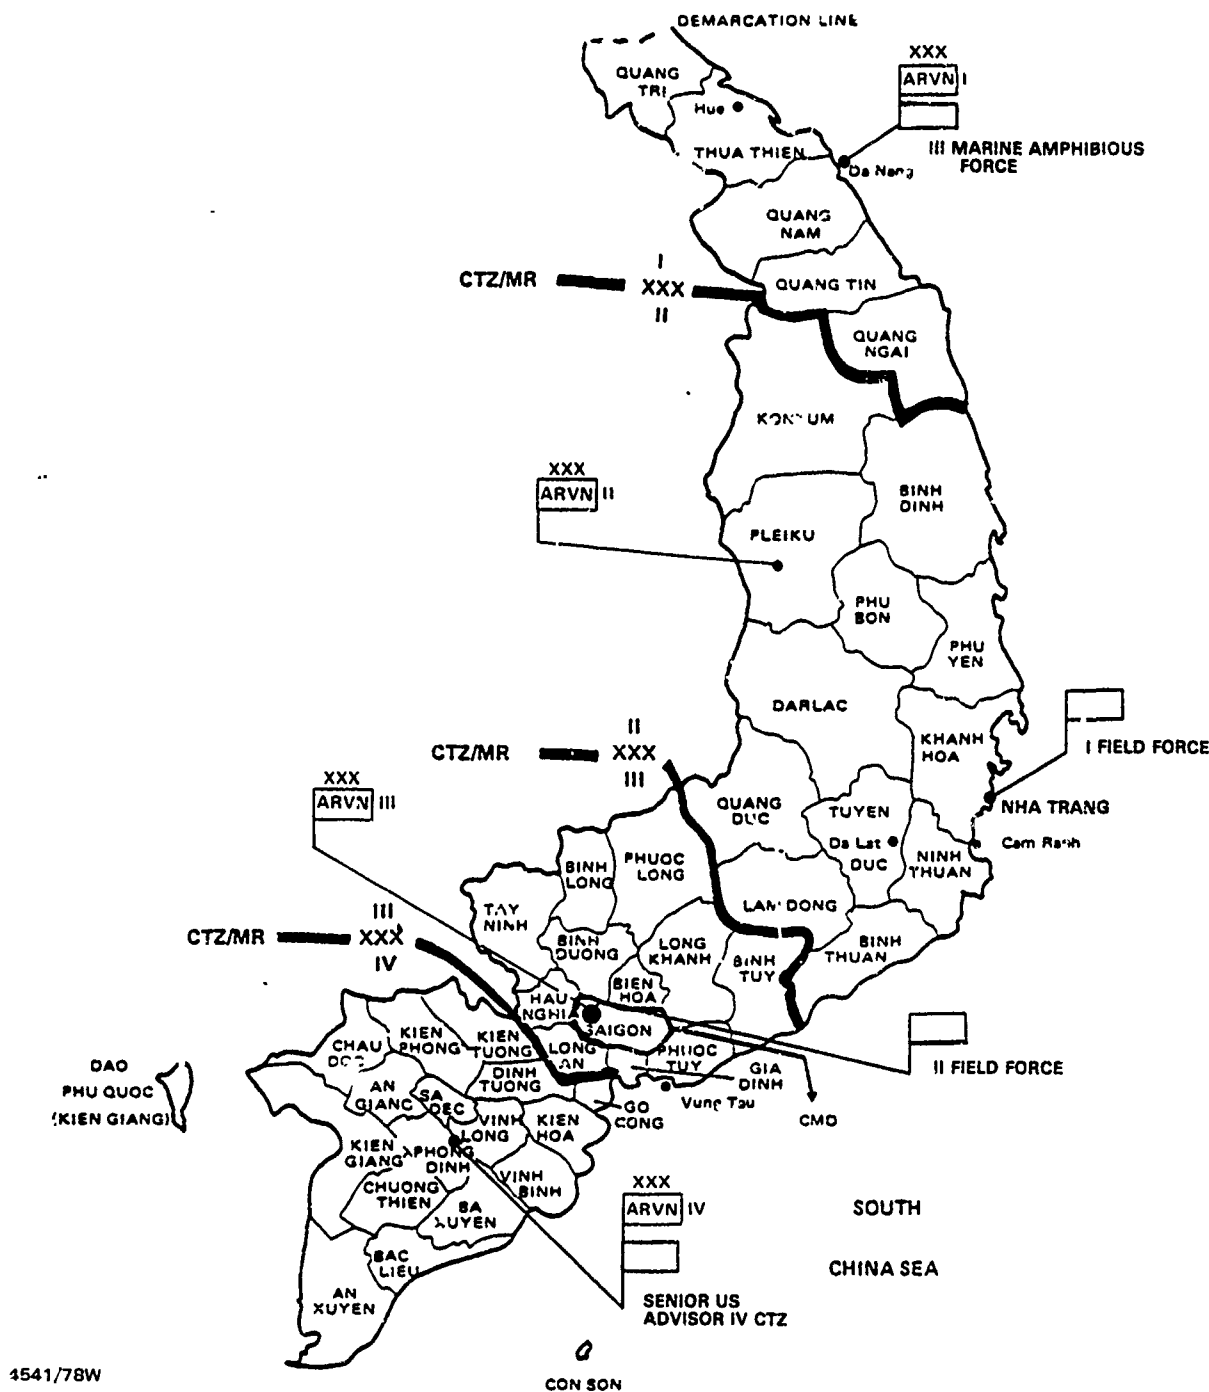 DEMARCATION LINE
XXX
ARVN I
QUANG
TRI
Hue
III MARINE AMPHIBIOUS
FORCE
THUA THIEN
Da Nang
QUANG
NAM
I
CTZ/MR
XXX
II
QUANG TIN
QUANG
NGAI
XXX
ARVN II
BINH
DINH
PLEIKU
PHU
BON
PHU
YEN
DARLAC
KHANH
HOA
I FIELD FORCE
II
CTZ/MR
XXX
III
XXX
ARVN III
QUANG
DUC
TUYEN
DUC
Da Lat
NHA TRANG
Cam Ranh
NINH
THUAN
BINH
LONG
PHUOC
LONG
LAM DONG
TAY
NINH
III
CTZ/MR
XXX
IV
BINH
DUONG
LONG
KHANH
BINH
TUY
BINH
THUAN
BIEN
HOA
HAU
NGHIA
SAIGON
II FIELD FORCE
KIEN
PHONG
KIEN
TUONG
LONG
AN
PHUOC
TUY
GIA
DINH
CHAU
DOC
DINH
TUONG
Vung Tau
CMD
DAO
PHU QUOC
(KIEN GIANG)
AN
GIANG
SA
DEC
GO
CONG
VINH
LONG
KIEN
HOA
KIEN
GIANG
PHONG
DINH
VINH
BINH
CHUONG
THIEN
BA
XUYEN
XXX
ARVN IV
SOUTH
CHINA SEA
BAC
LIEU
SENIOR US
ADVISOR IV CTZ
AN
XUYEN
4541/78W
CON SON